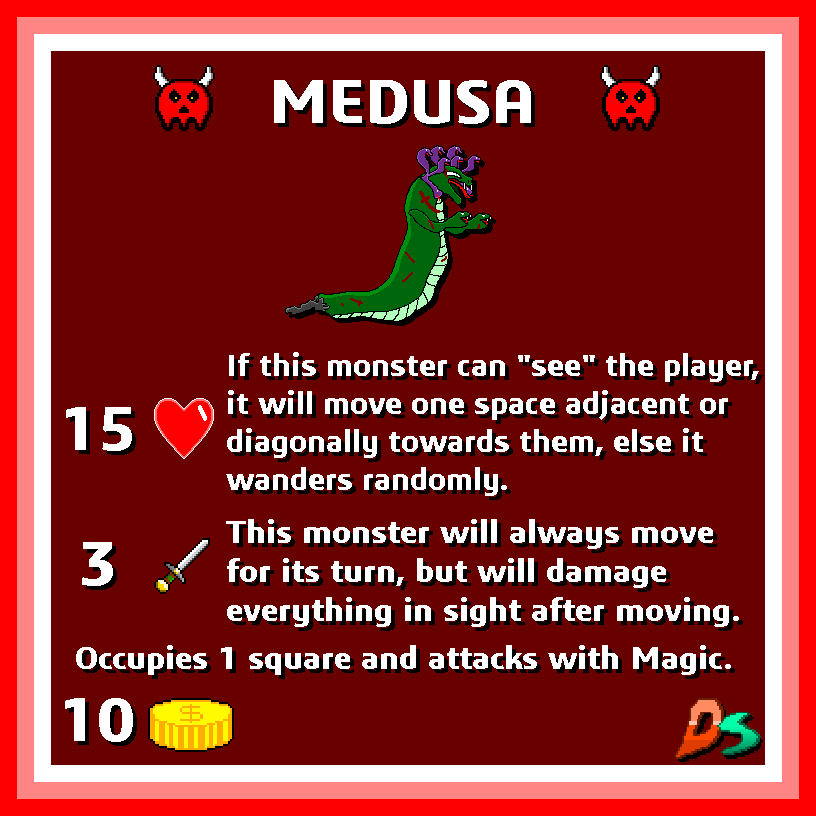 MEDUSA
If this monster can "see" the player,
it will move one space adjacent or
diagonally towards them, else it
wanders randomly.
15
This monster will always move
for its turn, but will damage
everything in sight after moving.
3
Occupies 1 square and attacks with Magic.
10
$
DS